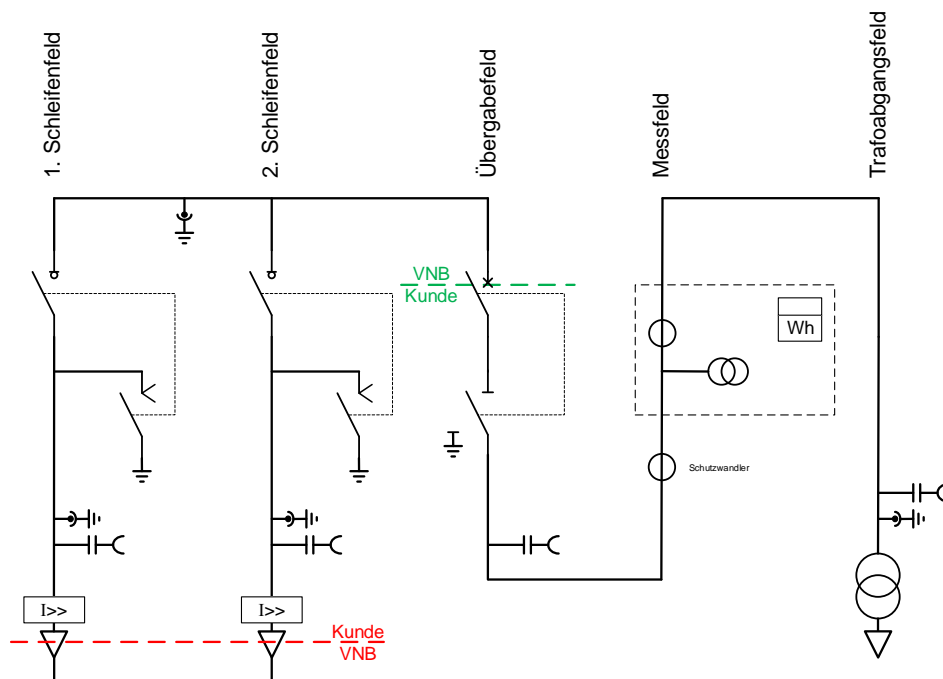 1. Schleifenfeld
2. Schleifenfeld
Übergabefeld
Messfeld
Trafoabgangsfeld
VNB
Kunde
Wh
Schutzwandler
I>>
I>>
Kunde
VNB